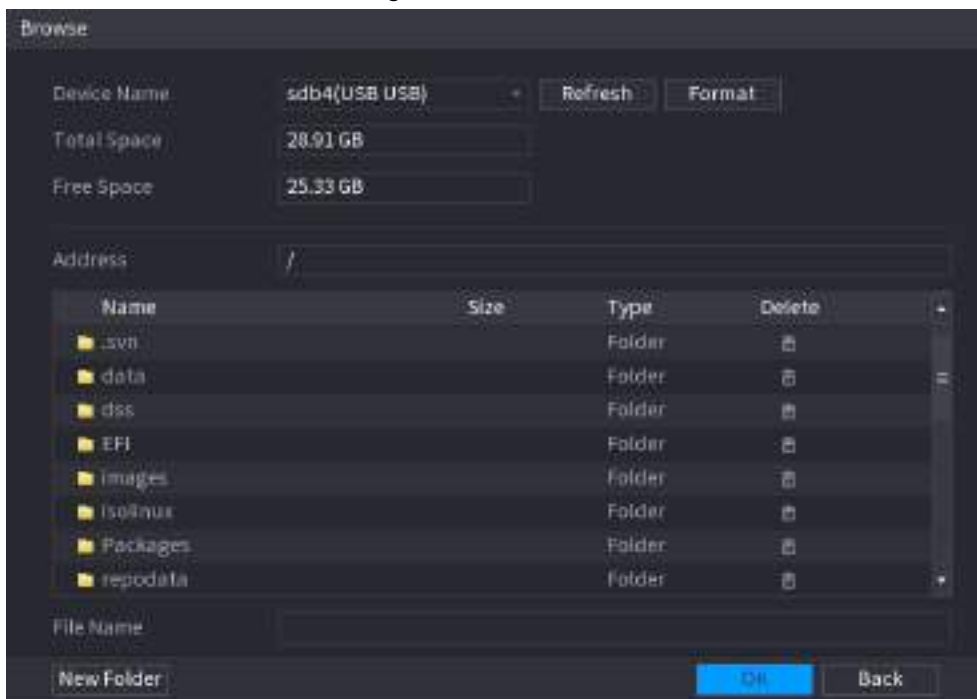 Browse
Device Name sdb4(USB USB) Refresh Format
Total Space 28.91 GB
Free Space 25.33 GB
Address /
Name Size Type Delete
.svn Folder
data Folder
dss Folder
EFI Folder
images Folder
isolinux Folder
Packages Folder
repodata Folder
File Name
New Folder OK Back